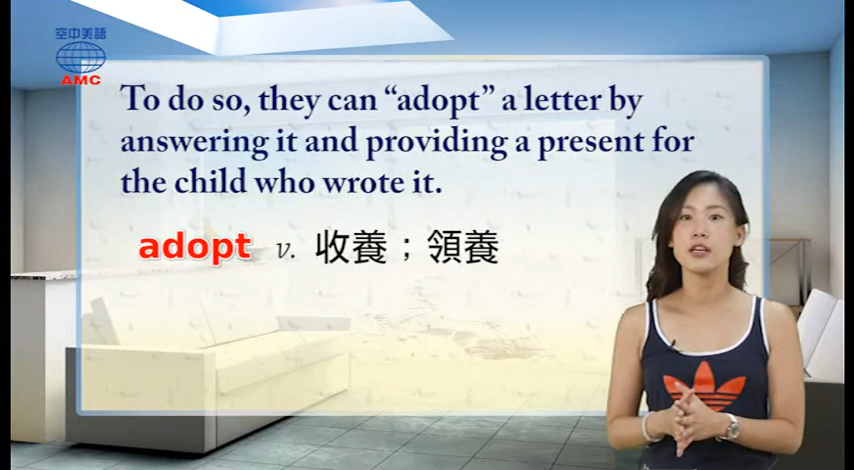 空中美語
AMC
To do so, they can “adopt” a letter by
answering it and providing a present for
the child who wrote it.
adopt v. 收養；領養